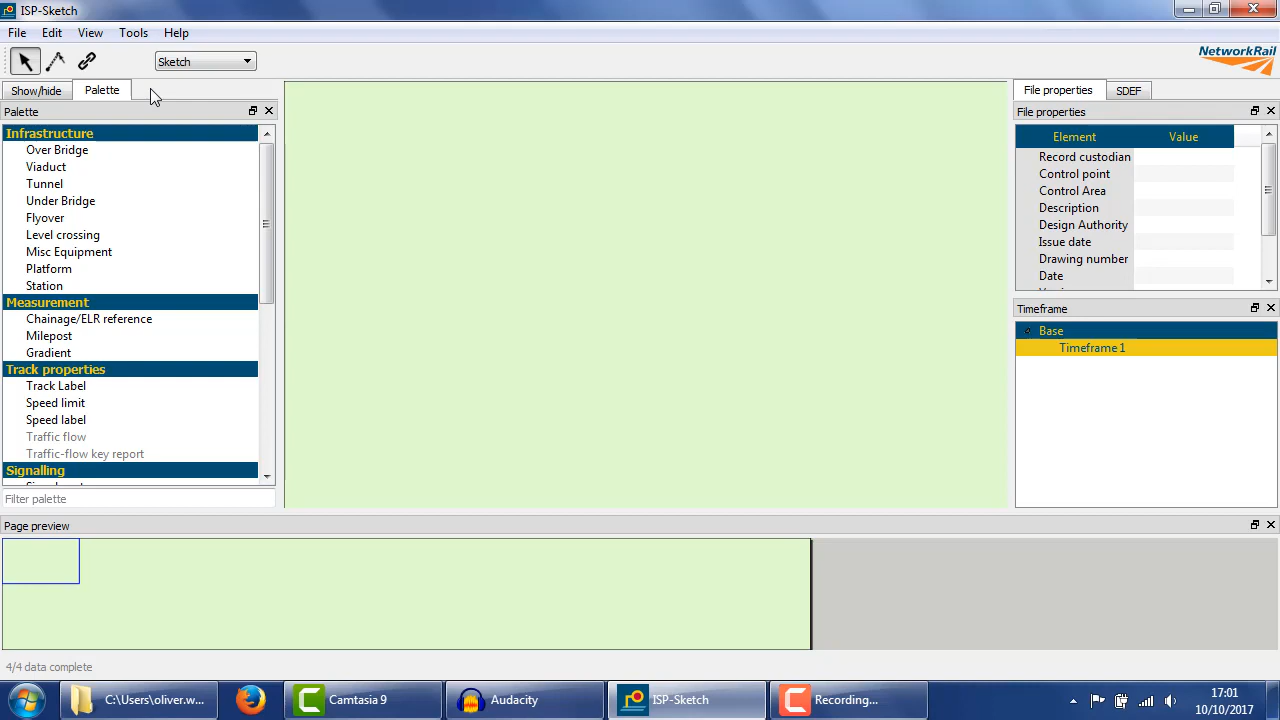 ISP-Sketch
File Edit View Tools Help
Sketch
NetworkRail
Show/hide Palette
File properties SDEF
Palette
File properties
Infrastructure
Over Bridge
Viaduct
Tunnel
Under Bridge
Flyover
Level crossing
Misc Equipment
Platform
Station
Measurement
Chainage/ELR reference
Milepost
Gradient
Track properties
Track Label
Speed limit
Speed label
Traffic flow
Traffic-flow key report
Signalling
Filter palette
Element Value
Record custodian
Control point
Control Area
Description
Design Authority
Issue date
Drawing number
Date
Timeframe
Base
Timeframe 1
Page preview
4/4 data complete
C:\Users\oliver.w...
Camtasia 9
Audacity
ISP-Sketch
Recording...
17:01
10/10/2017